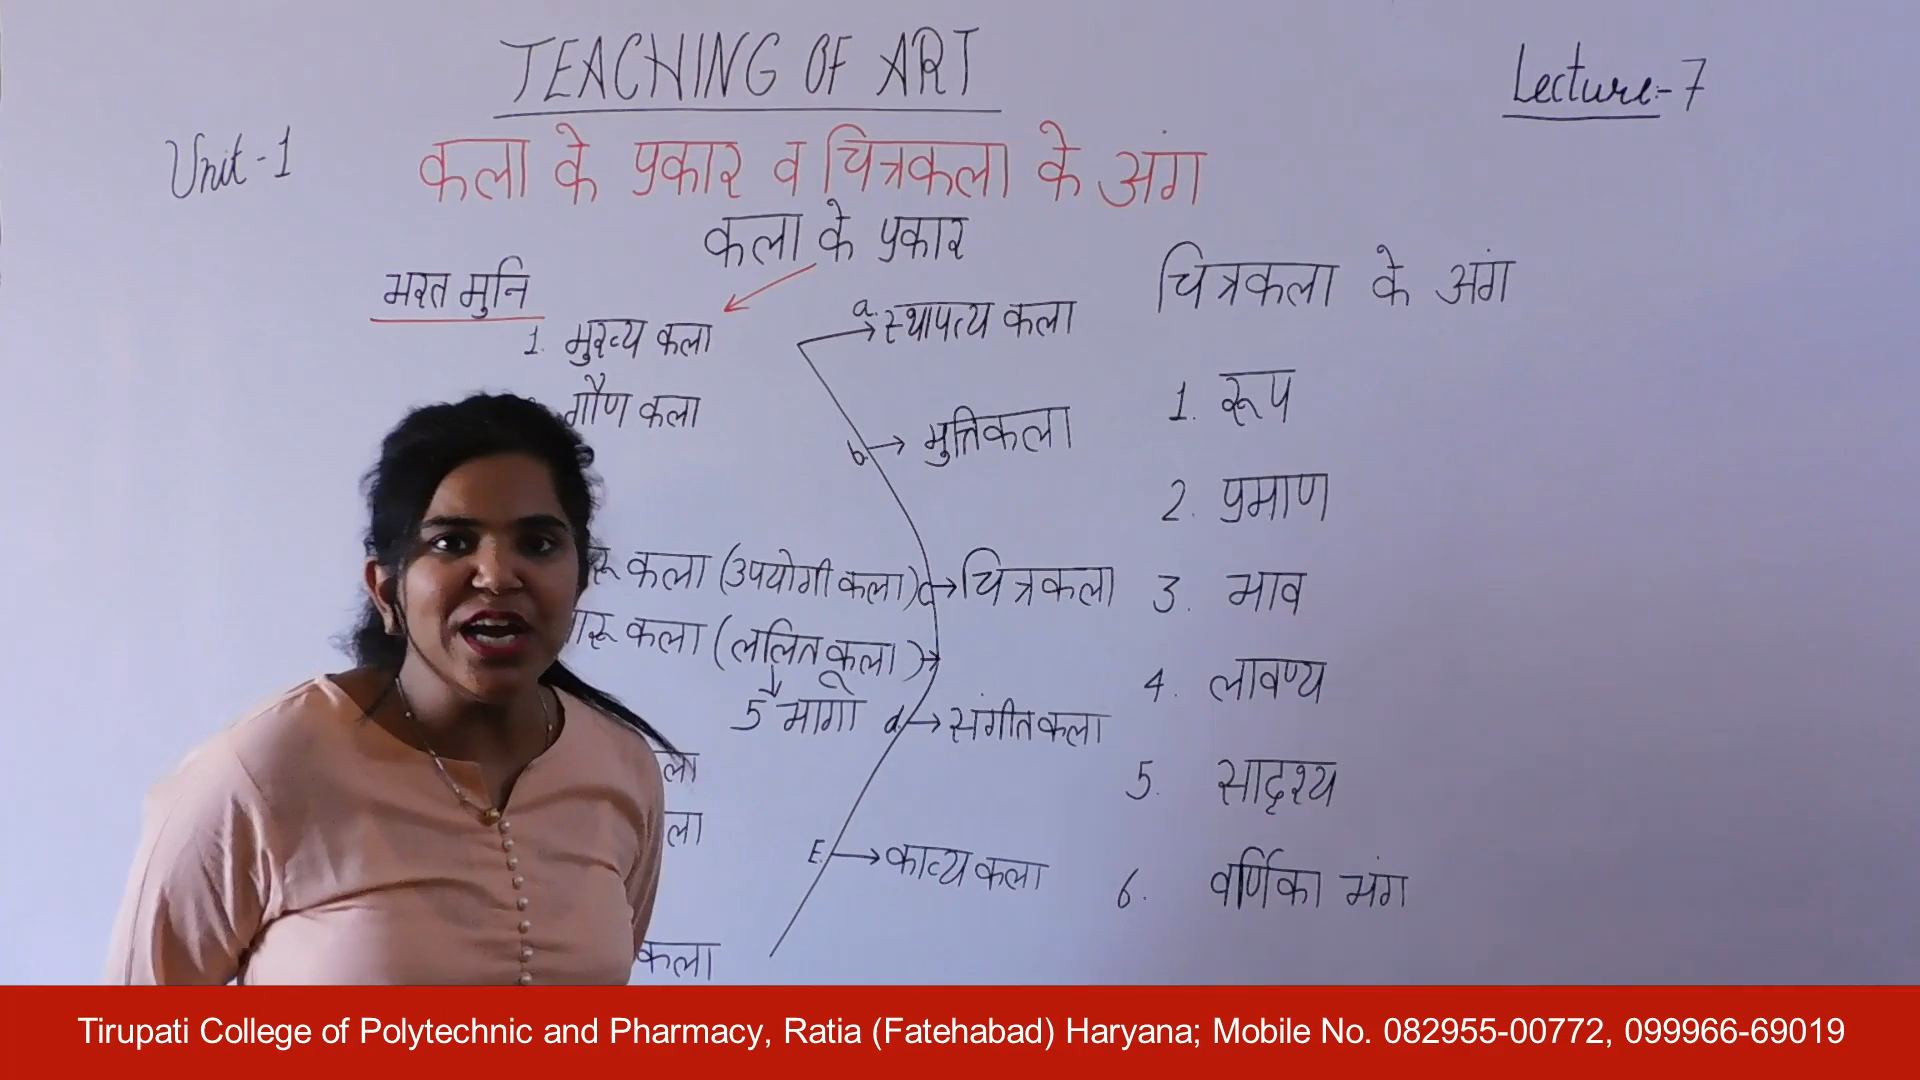 TEACHING OF ART
Lecture:- 7
Unit - 1
कला के प्रकार व चित्रकला के अंग
कला के प्रकार
भरत मुनि
1. मुख्य कला
गौण कला
कला (उपयोगी कला)
कला (ललित कला)
5 भागों
कला
a. स्थापत्य कला
b. मुर्तिकला
c. चित्रकला
d. संगीतकला
E. काव्य कला
चित्रकला के अंग
1. रूप
2. प्रमाण
3. भाव
4. लावण्य
5. सादृश्य
6. वर्णिका भंग
Tirupati College of Polytechnic and Pharmacy, Ratia (Fatehabad) Haryana; Mobile No. 082955-00772, 099966-69019